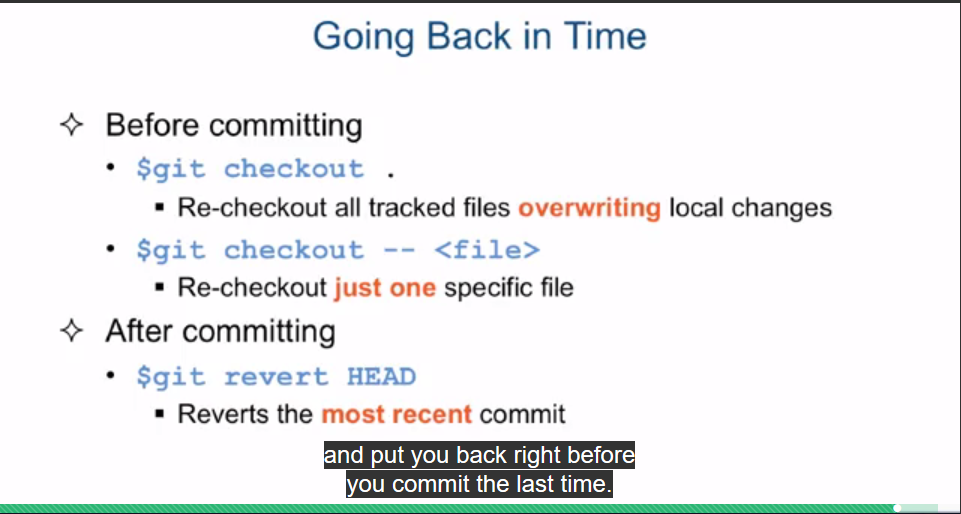 Going Back in Time
✧ Before committing
• $git checkout .
▪ Re-checkout all tracked files overwriting local changes
• $git checkout -- <file>
▪ Re-checkout just one specific file
✧ After committing
• $git revert HEAD
▪ Reverts the most recent commit
and put you back right before
you commit the last time.